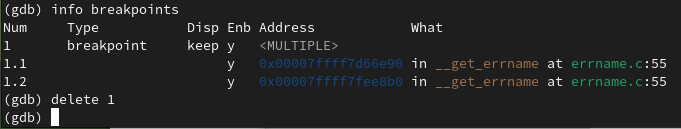 (gdb) info breakpoints
Num     Type           Disp Enb Address            What
1       breakpoint     keep y   <MULTIPLE>
1.1                         y   0x00007ffff7d66e90 in __get_errname at errname.c:55
1.2                         y   0x00007ffff7fee8b0 in __get_errname at errname.c:55
(gdb) delete 1
(gdb)